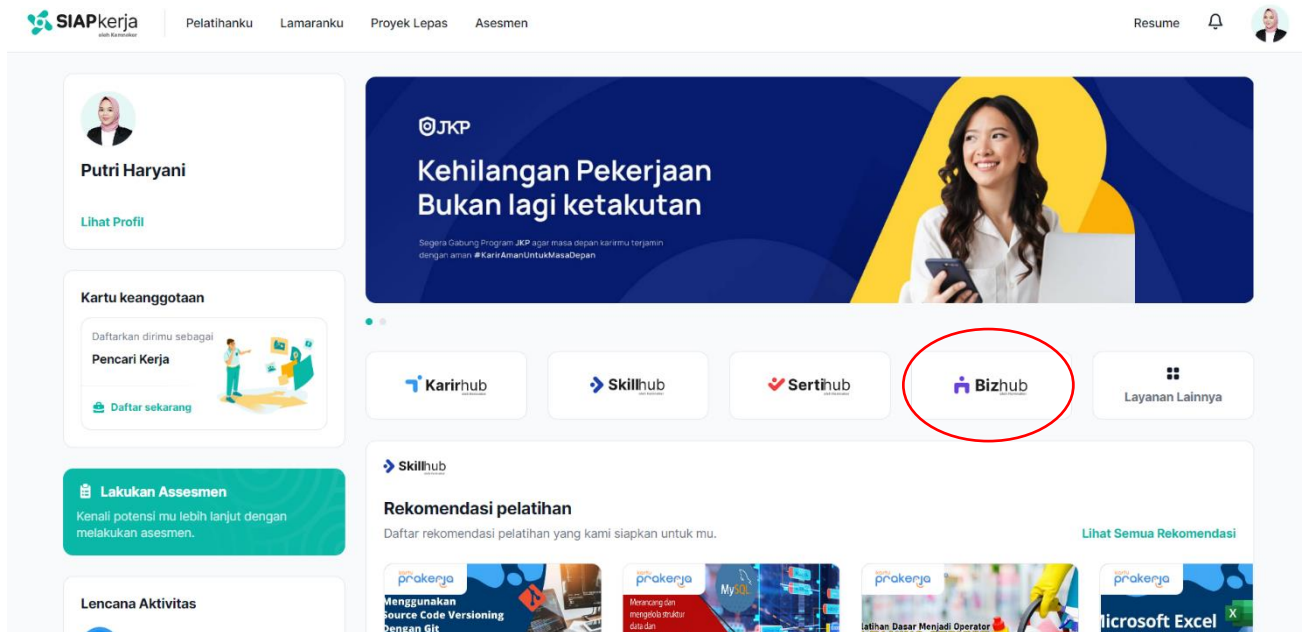 SIAPkerja
oleh Kemnaker
Pelatihanku
Lamaranku
Proyek Lepas
Asesmen
Resume
Putri Haryani
Lihat Profil
Kartu keanggotaan
Daftarkan dirimu sebagai
Pencari Kerja
Daftar sekarang
Lakukan Assesmen
Kenali potensi mu lebih lanjut dengan
melakukan asesmen.
Lencana Aktivitas
JKP
Kehilangan Pekerjaan
Bukan lagi ketakutan
Segera Gabung Program JKP agar masa depan karirmu terjamin
dengan aman #KarirAmanUntukMasaDepan
Karirhub
Skillhub
Sertihub
Bizhub
Layanan Lainnya
Skillhub
Rekomendasi pelatihan
Daftar rekomendasi pelatihan yang kami siapkan untuk mu.
Lihat Semua Rekomendasi
prakerja
Menggunakan
Source Code Versioning
Dengan Git
prakerja
Merancang dan
mengelola struktur
data dan
MySQL
prakerja
Latihan Dasar Menjadi Operator
prakerja
Microsoft Excel
X